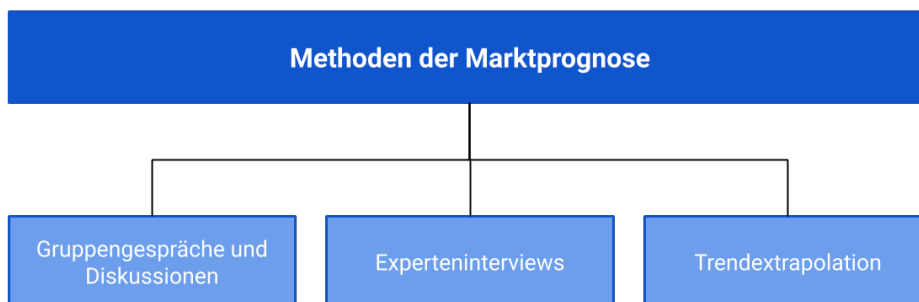 Methoden der Marktprognose
Gruppengespräche und
Diskussionen
Experteninterviews
Trendextrapolation